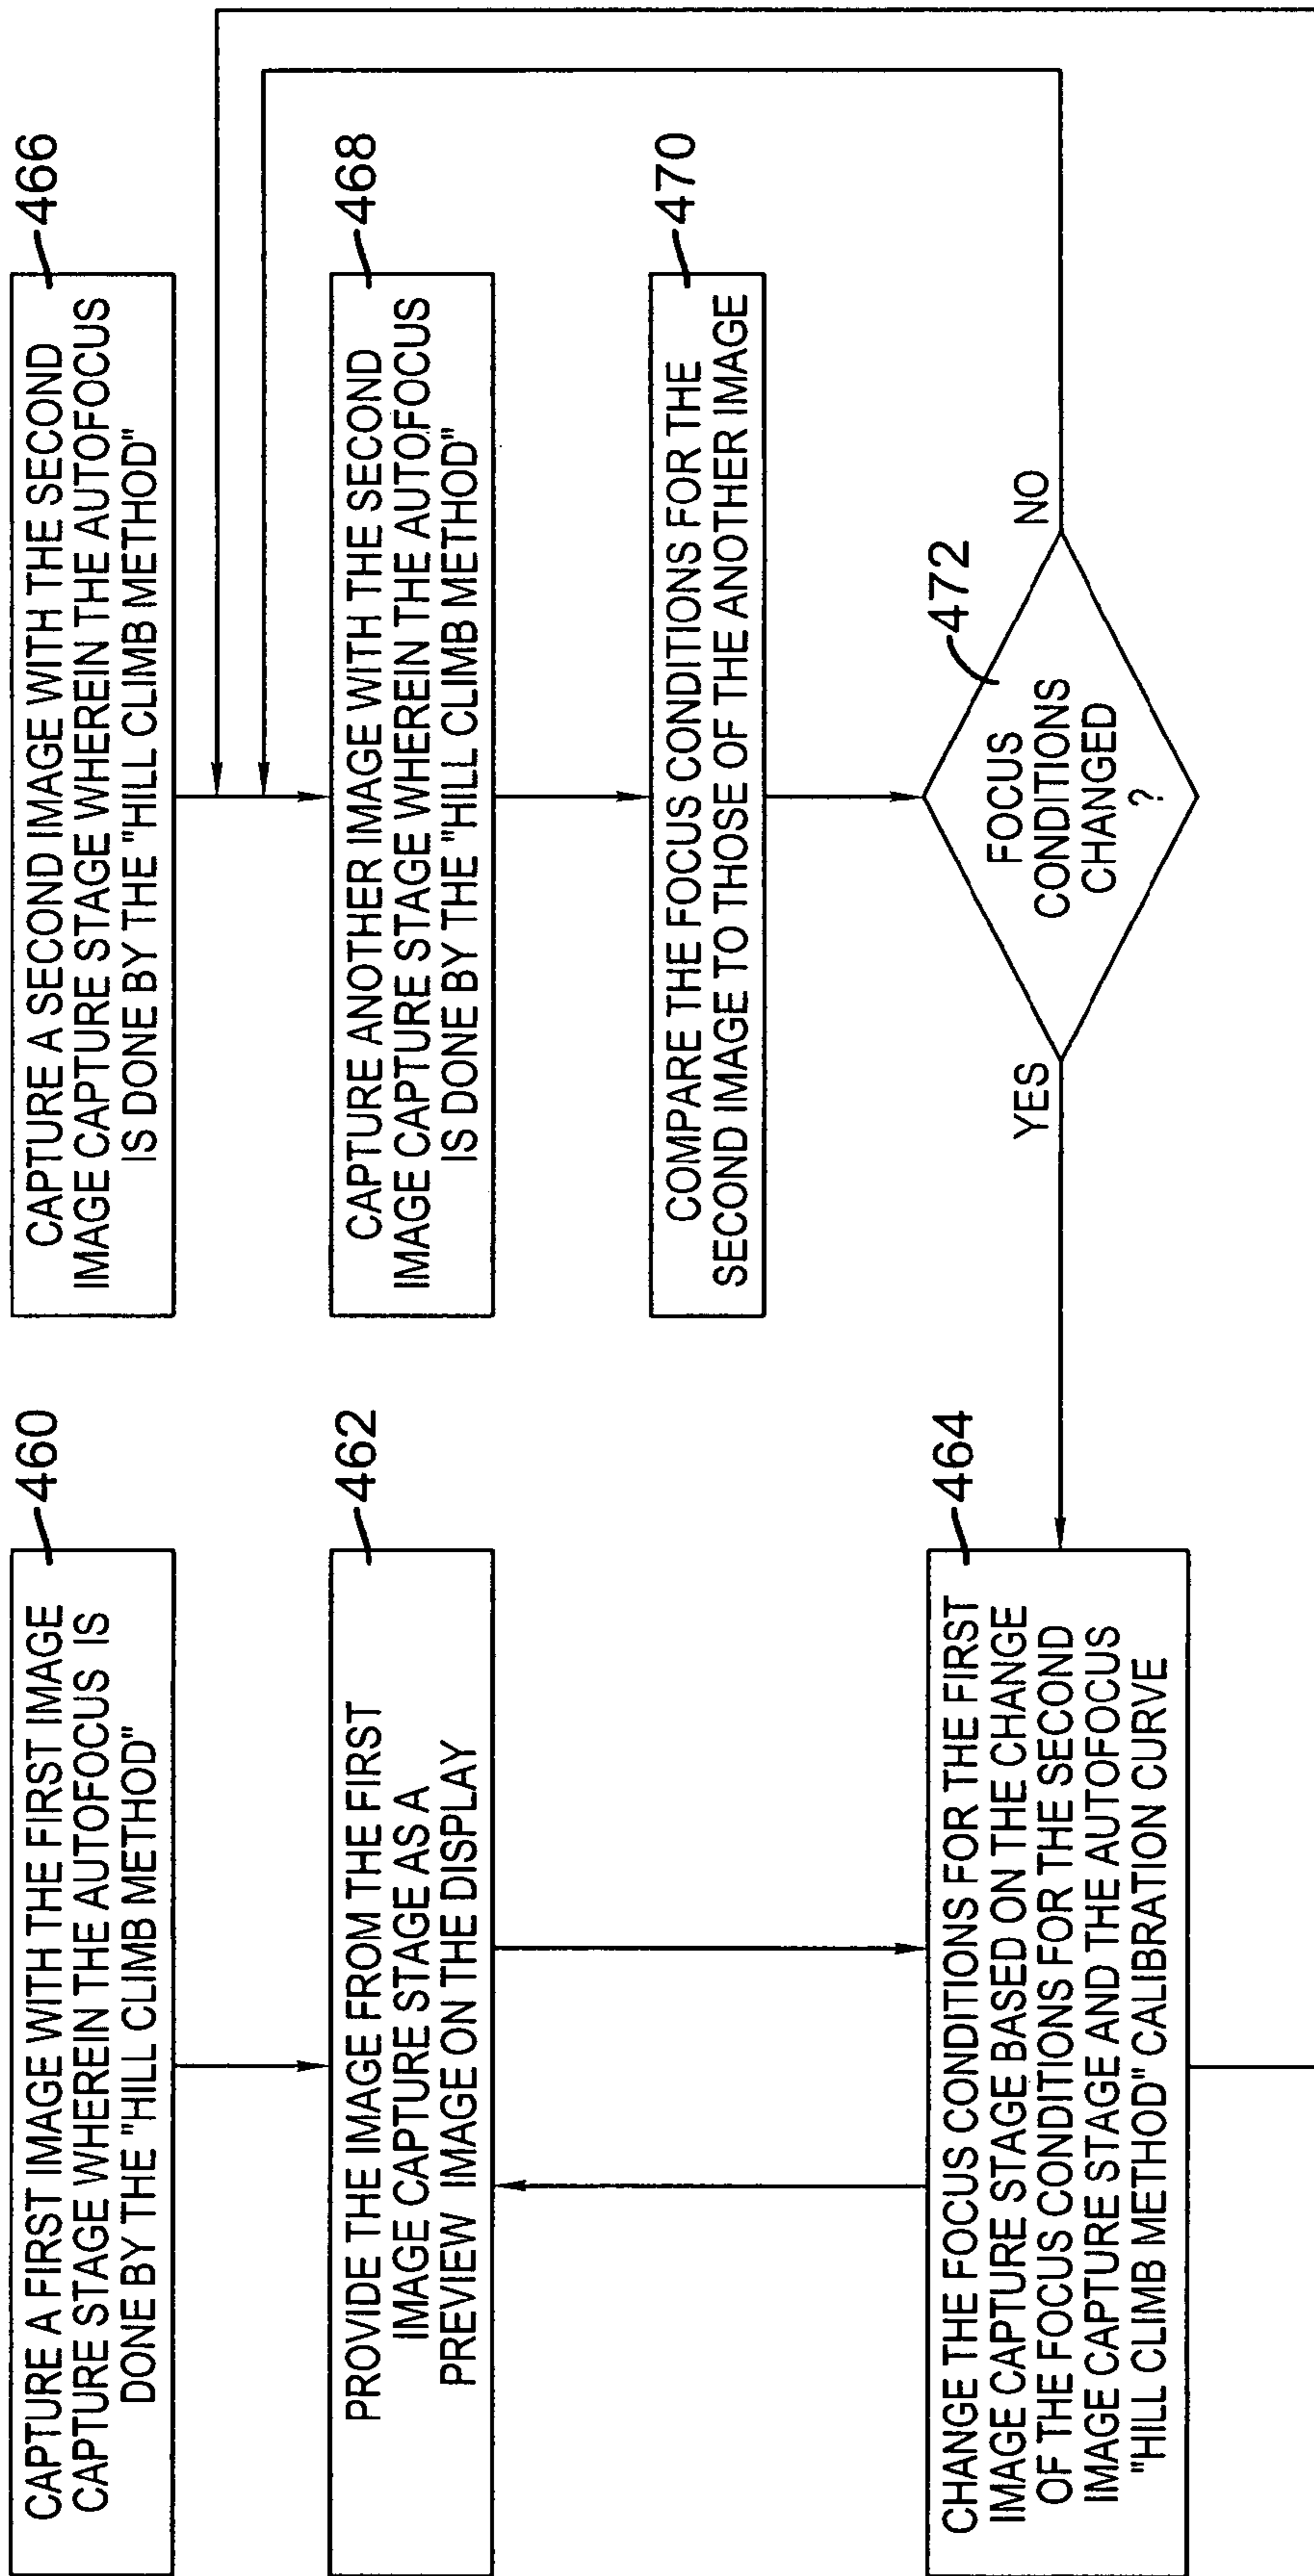 460
CAPTURE A FIRST IMAGE WITH THE FIRST IMAGE
CAPTURE STAGE WHEREIN THE AUTOFOCUS IS
DONE BY THE "HILL CLIMB METHOD"
462
PROVIDE THE IMAGE FROM THE FIRST
IMAGE CAPTURE STAGE AS A
PREVIEW IMAGE ON THE DISPLAY
464
CHANGE THE FOCUS CONDITIONS FOR THE FIRST
IMAGE CAPTURE STAGE BASED ON THE CHANGE
OF THE FOCUS CONDITIONS FOR THE SECOND
IMAGE CAPTURE STAGE AND THE AUTOFOCUS
"HILL CLIMB METHOD" CALIBRATION CURVE
466
CAPTURE A SECOND IMAGE WITH THE SECOND
IMAGE CAPTURE STAGE WHEREIN THE AUTOFOCUS
IS DONE BY THE "HILL CLIMB METHOD"
468
CAPTURE ANOTHER IMAGE WITH THE SECOND
IMAGE CAPTURE STAGE WHEREIN THE AUTOFOCUS
IS DONE BY THE "HILL CLIMB METHOD"
470
COMPARE THE FOCUS CONDITIONS FOR THE
SECOND IMAGE TO THOSE OF THE ANOTHER IMAGE
472
FOCUS
CONDITIONS
CHANGED
?
YES
NO